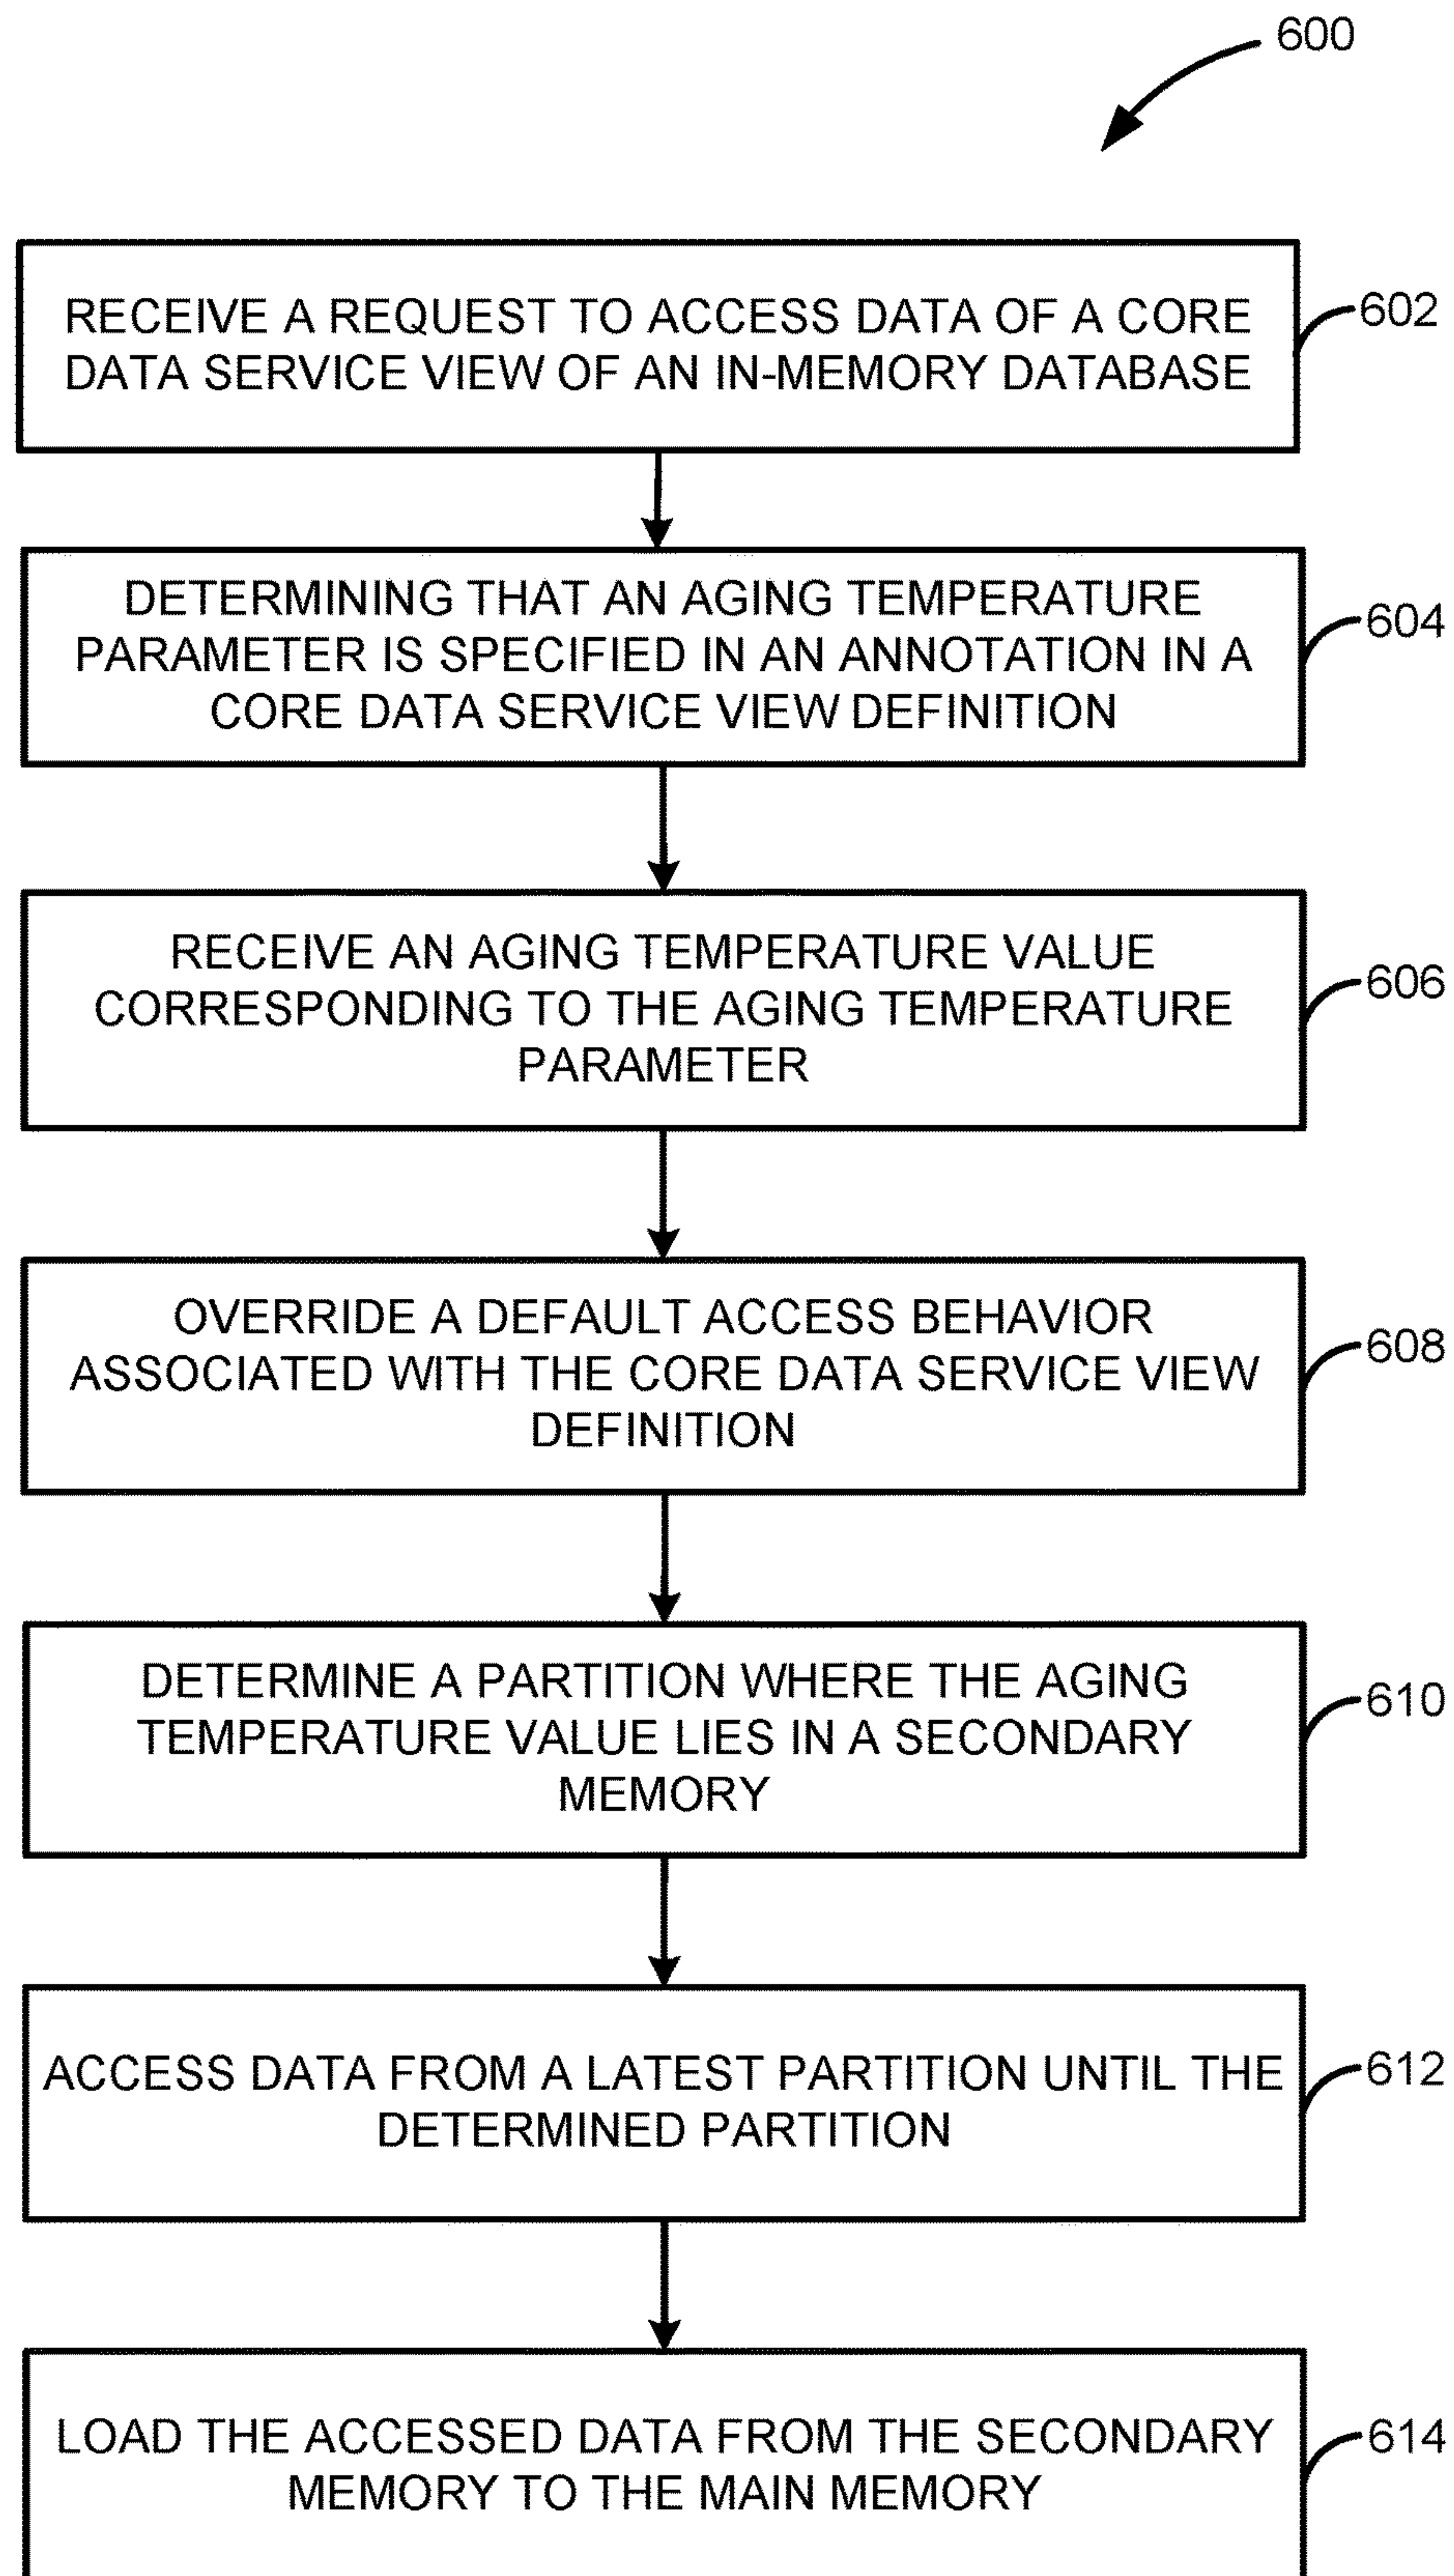 600
RECEIVE A REQUEST TO ACCESS DATA OF A CORE
DATA SERVICE VIEW OF AN IN-MEMORY DATABASE
602
DETERMINING THAT AN AGING TEMPERATURE
PARAMETER IS SPECIFIED IN AN ANNOTATION IN A
CORE DATA SERVICE VIEW DEFINITION
604
RECEIVE AN AGING TEMPERATURE VALUE
CORRESPONDING TO THE AGING TEMPERATURE
PARAMETER
606
OVERRIDE A DEFAULT ACCESS BEHAVIOR
ASSOCIATED WITH THE CORE DATA SERVICE VIEW
DEFINITION
608
DETERMINE A PARTITION WHERE THE AGING
TEMPERATURE VALUE LIES IN A SECONDARY
MEMORY
610
ACCESS DATA FROM A LATEST PARTITION UNTIL THE
DETERMINED PARTITION
612
LOAD THE ACCESSED DATA FROM THE SECONDARY
MEMORY TO THE MAIN MEMORY
614